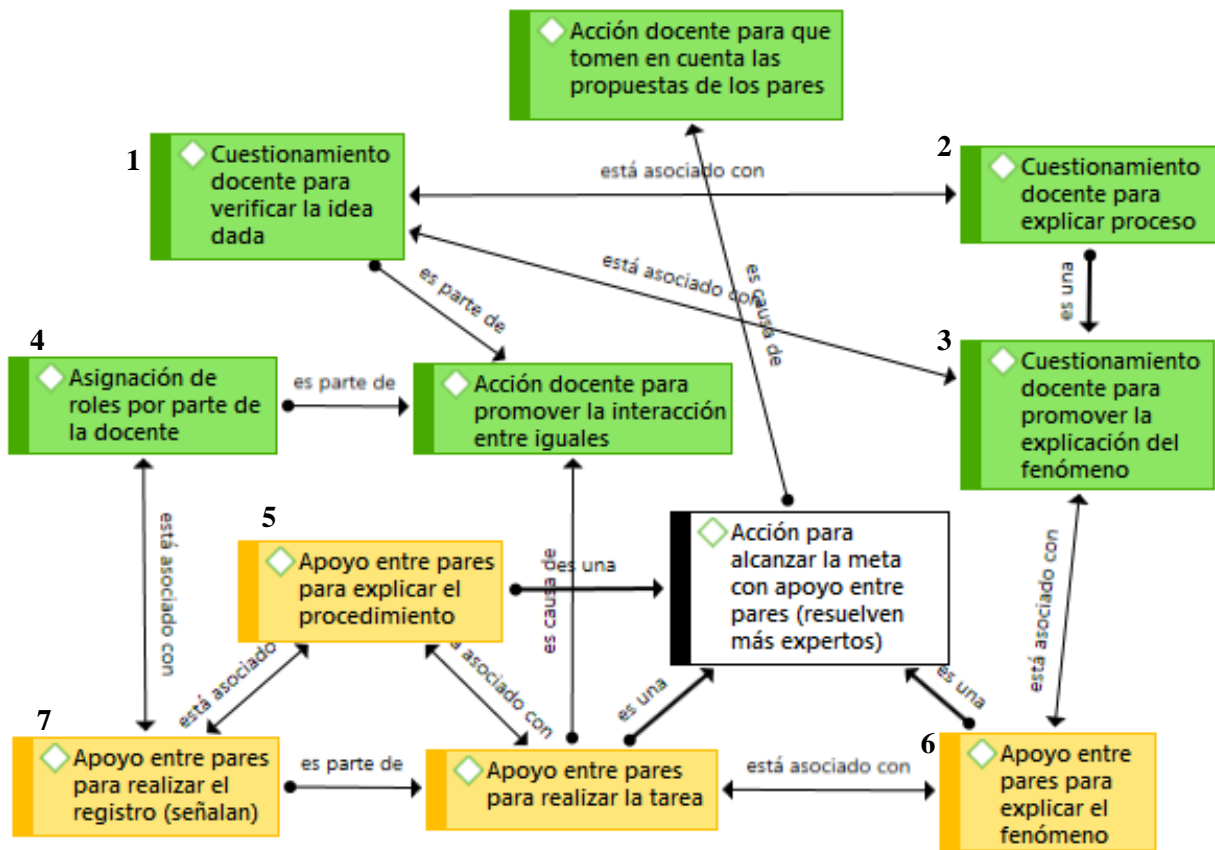 Acción docente para que
tomen en cuenta las
propuestas de los pares
1
Cuestionamiento
docente para
verificar la idea
dada
está asociado con
2
Cuestionamiento
docente para
explicar proceso
es parte de
está asociado con
es causa de
es una
4
Asignación de
roles por parte de
la docente
es parte de
Acción docente para
promover la interacción
entre iguales
3
Cuestionamiento
docente para
promover la
explicación del
fenómeno
está asociado con
5
Apoyo entre pares
para explicar el
procedimiento
es una
es causa de
Acción para
alcanzar la meta
con apoyo entre
pares (resuelven
más expertos)
está asociado con
está asociado
asociado con
es una
es una
7
Apoyo entre pares
para realizar el
registro (señalan)
es parte de
Apoyo entre pares
para realizar la tarea
está asociado con
6
Apoyo entre
pares para
explicar el
fenómeno